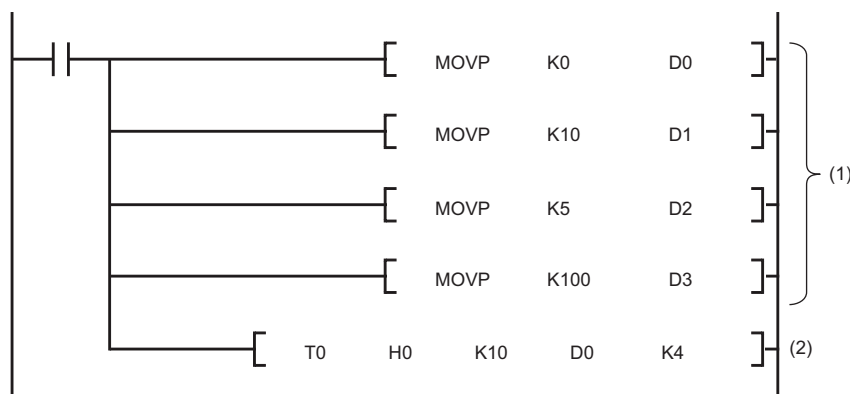 MOVP K0 D0
MOVP K10 D1
(1)
MOVP K5 D2
MOVP K100 D3
T0 H0 K10 D0 K4 (2)